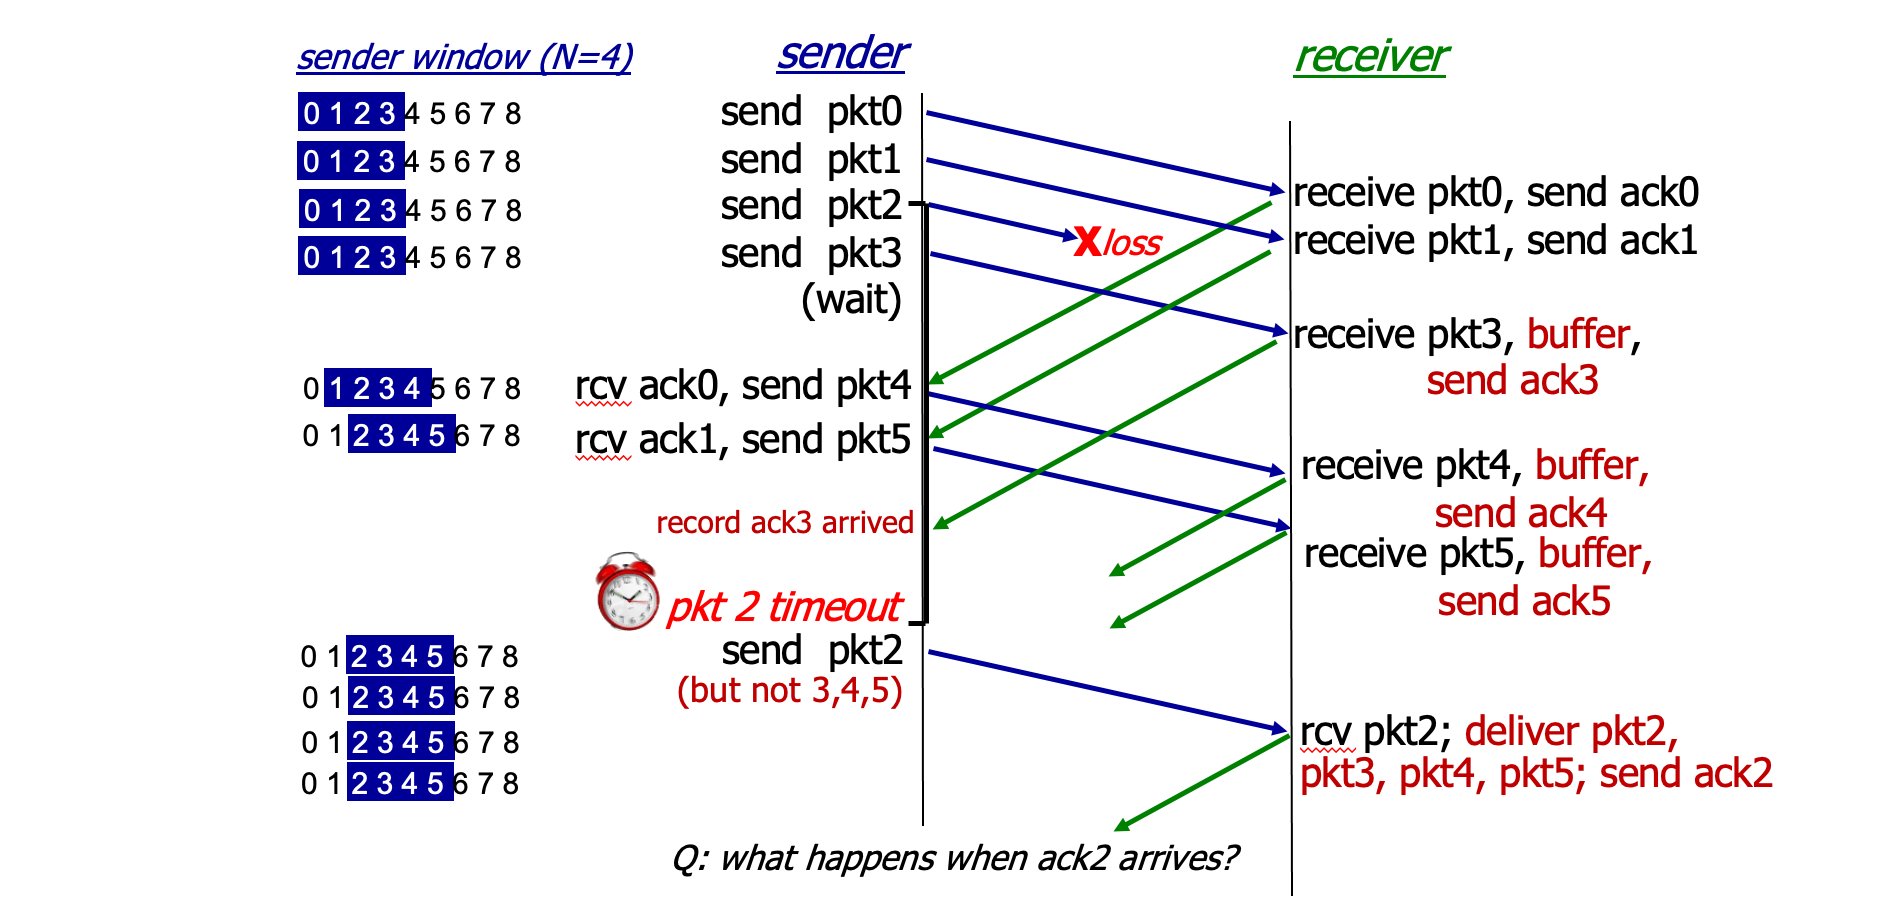 sender window (N=4) sender receiver
0 1 2 3 4 5 6 7 8 send pkt0
0 1 2 3 4 5 6 7 8 send pkt1
receive pkt0, send ack0
0 1 2 3 4 5 6 7 8 send pkt2
X loss
receive pkt1, send ack1
0 1 2 3 4 5 6 7 8 send pkt3
(wait)
receive pkt3, buffer,
send ack3
0 1 2 3 4 5 6 7 8 rcv ack0, send pkt4
0 1 2 3 4 5 6 7 8 rcv ack1, send pkt5
receive pkt4, buffer,
send ack4
record ack3 arrived
receive pkt5, buffer,
send ack5
pkt 2 timeout
0 1 2 3 4 5 6 7 8 send pkt2
0 1 2 3 4 5 6 7 8 (but not 3,4,5)
0 1 2 3 4 5 6 7 8 rcv pkt2; deliver pkt2,
0 1 2 3 4 5 6 7 8 pkt3, pkt4, pkt5; send ack2
Q: what happens when ack2 arrives?